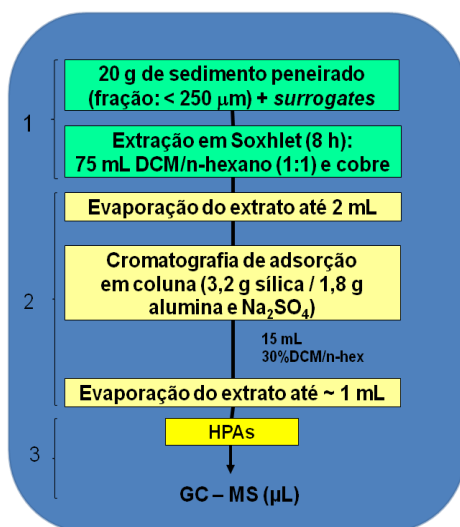 20 g de sedimento peneirado
(fração: < 250 µm) + surrogates
1
Extração em Soxhlet (8 h):
75 mL DCM/n-hexano (1:1) e cobre
Evaporação do extrato até 2 mL
Cromatografia de adsorção
em coluna (3,2 g sílica / 1,8 g
alumina e Na₂SO₄)
2
15 mL
30%DCM/n-hex
Evaporação do extrato até ~ 1 mL
HPAs
3
GC – MS (µL)